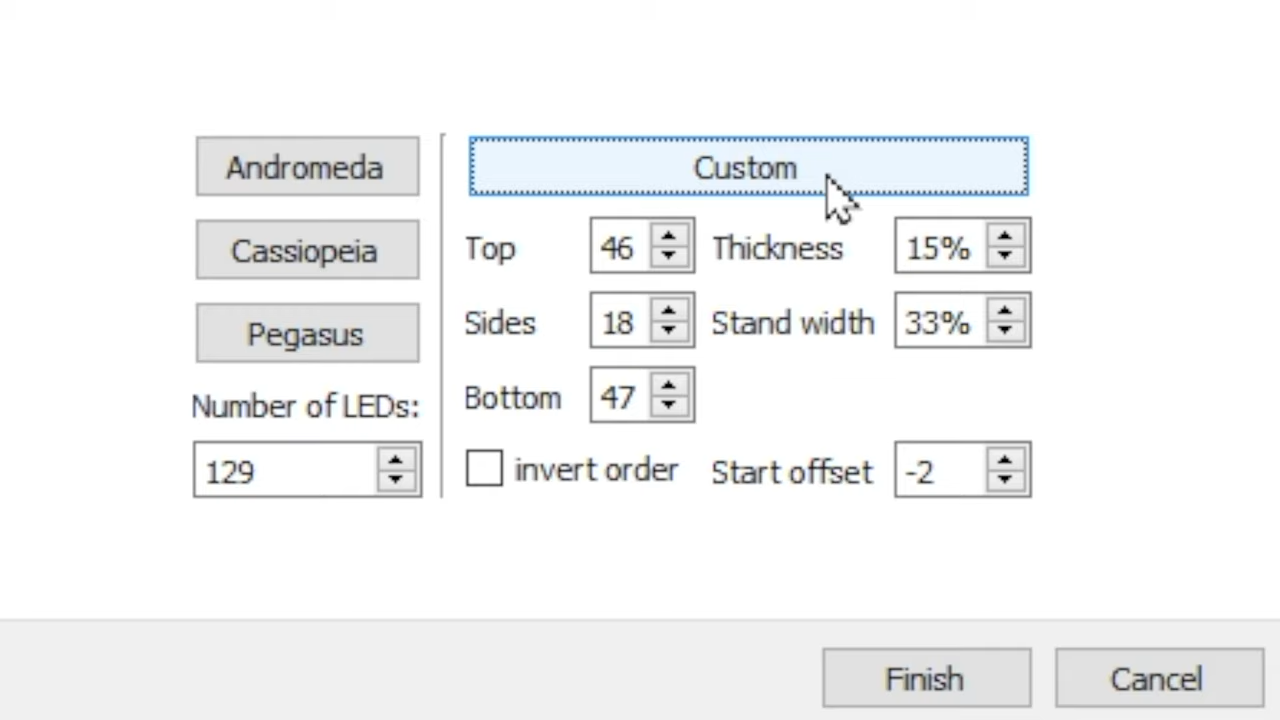 Andromeda
Custom
Cassiopeia
Top 46 Thickness 15%
Pegasus
Sides 18 Stand width 33%
Number of LEDs:
Bottom 47
129
invert order Start offset -2
Finish Cancel